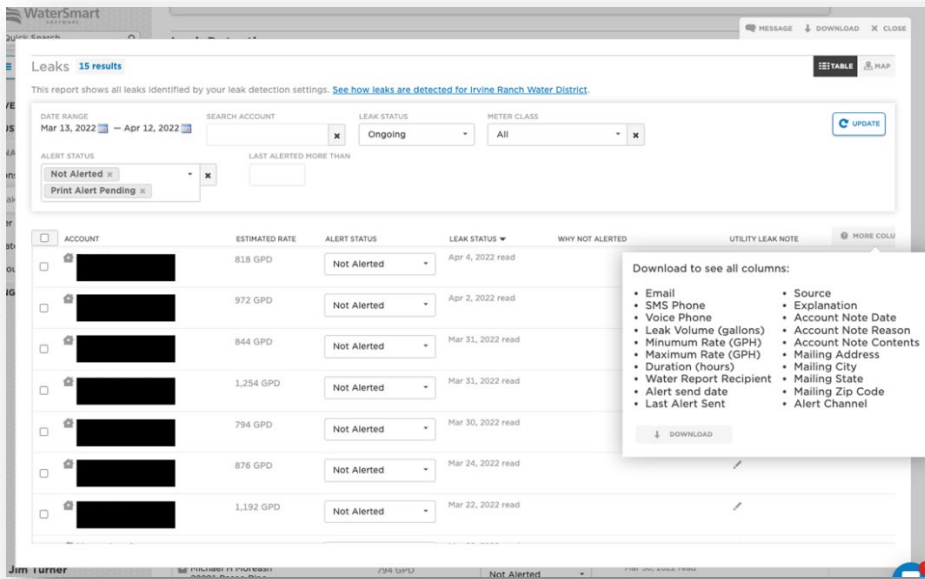 WaterSmart
SOFTWARE
Quick Search
MESSAGE DOWNLOAD X CLOSE
Leaks 15 results
TABLE MAP
This report shows all leaks identified by your leak detection settings. See how leaks are detected for Irvine Ranch Water District.
DATE RANGE SEARCH ACCOUNT LEAK STATUS METER CLASS
Mar 13, 2022 — Apr 12, 2022 x Ongoing All x UPDATE
ALERT STATUS LAST ALERTED MORE THAN
Not Alerted x
Print Alert Pending x
x
ACCOUNT ESTIMATED RATE ALERT STATUS LEAK STATUS WHY NOT ALERTED UTILITY LEAK NOTE MORE COLU
818 GPD Not Alerted Apr 4, 2022 read
972 GPD Not Alerted Apr 2, 2022 read
844 GPD Not Alerted Mar 31, 2022 read
1,254 GPD Not Alerted Mar 31, 2022 read
794 GPD Not Alerted Mar 30, 2022 read
876 GPD Not Alerted Mar 24, 2022 read
1,192 GPD Not Alerted Mar 22, 2022 read
Download to see all columns:
• Email
• SMS Phone
• Voice Phone
• Leak Volume (gallons)
• Minumum Rate (GPH)
• Maximum Rate (GPH)
• Duration (hours)
• Water Report Recipient
• Alert send date
• Last Alert Sent
• Source
• Explanation
• Account Note Date
• Account Note Reason
• Account Note Contents
• Mailing Address
• Mailing City
• Mailing State
• Mailing Zip Code
• Alert Channel
DOWNLOAD
Jim Turner 794 GPD Not Alerted